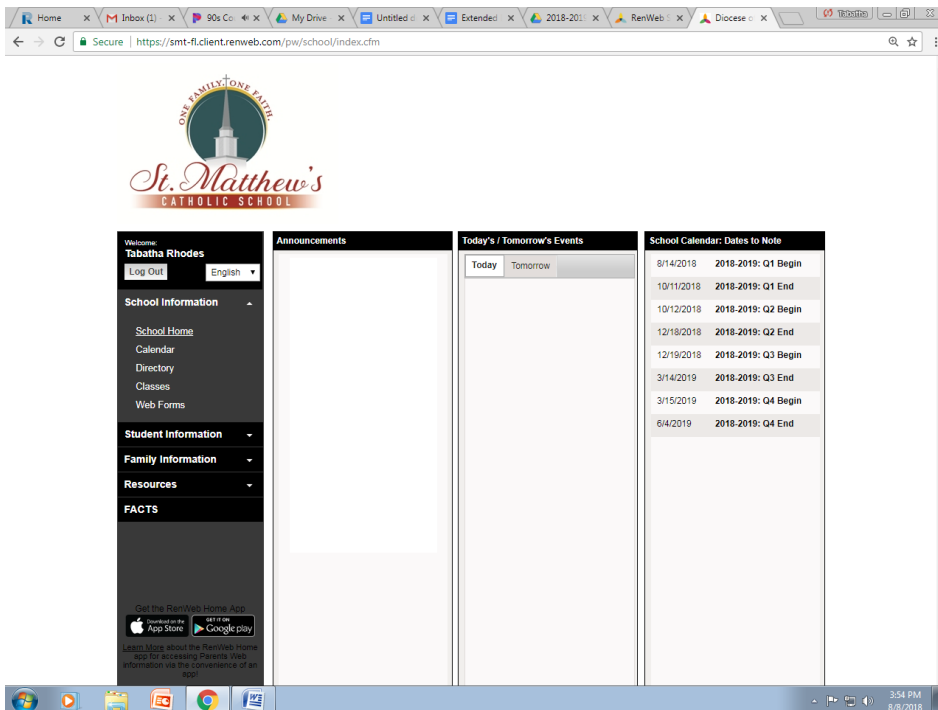 Home
Inbox (1) -
90s Co
My Drive
Untitled d
Extended
2018-201
RenWeb
Diocese o
Tabatha
Secure | https://smt-fl.client.renweb.com/pw/school/index.cfm
ONE FAMILY. ONE FAITH.
St. Matthew's
CATHOLIC SCHOOL
Welcome:
Tabatha Rhodes
Log Out English
School Information
School Home
Calendar
Directory
Classes
Web Forms
Student Information
Family Information
Resources
FACTS
Get the RenWeb Home App
Download on the
App Store
GET IT ON
Google play
Learn More about the RenWeb Home
app for accessing Parents Web
information via the convenience of an
app!
Announcements
Today's / Tomorrow's Events
Today Tomorrow
School Calendar: Dates to Note
8/14/2018 2018-2019: Q1 Begin
10/11/2018 2018-2019: Q1 End
10/12/2018 2018-2019: Q2 Begin
12/18/2018 2018-2019: Q2 End
12/19/2018 2018-2019: Q3 Begin
3/14/2019 2018-2019: Q3 End
3/15/2019 2018-2019: Q4 Begin
6/4/2019 2018-2019: Q4 End
3:54 PM
8/8/2018